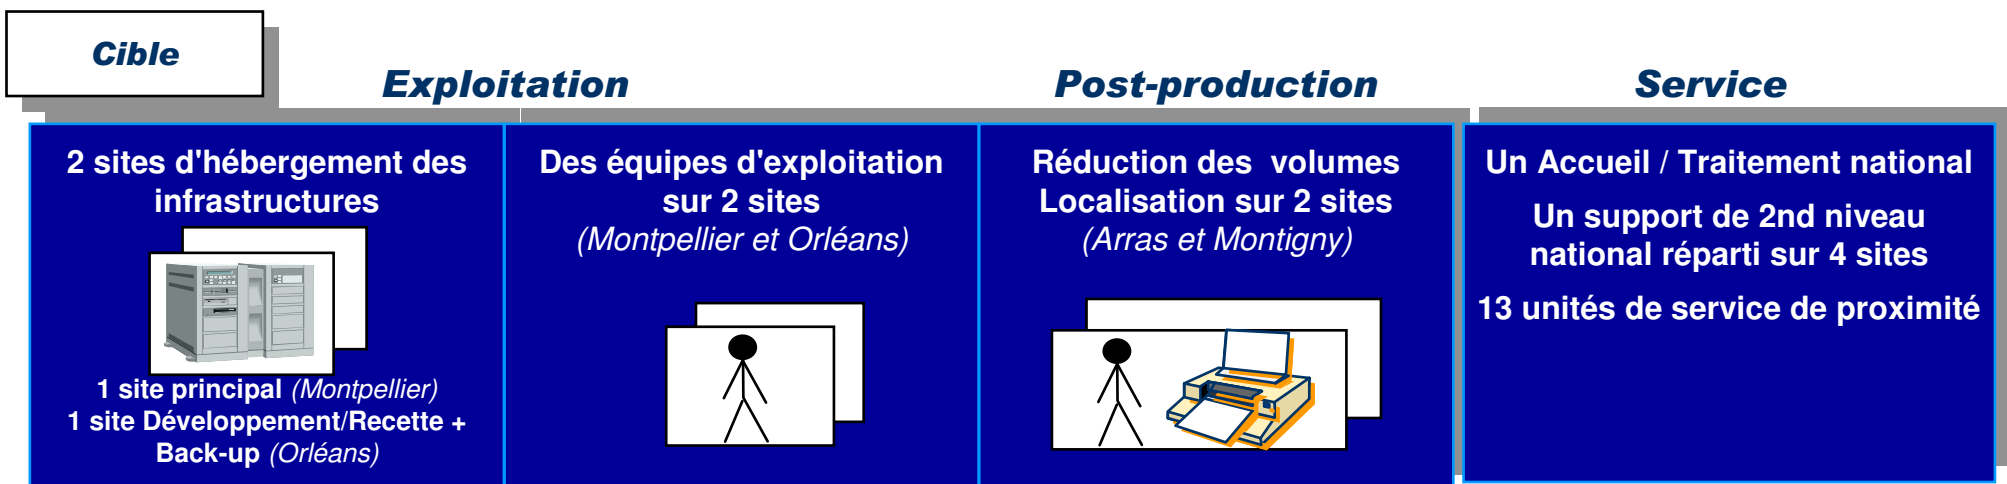 Cible
Exploitation
Post-production
Service
2 sites d'hébergement des
infrastructures
1 site principal (Montpellier)
1 site Développement/Recette +
Back-up (Orléans)
Des équipes d'exploitation
sur 2 sites
(Montpellier et Orléans)
Réduction des volumes
Localisation sur 2 sites
(Arras et Montigny)
Un Accueil / Traitement national
Un support de 2nd niveau
national réparti sur 4 sites
13 unités de service de proximité